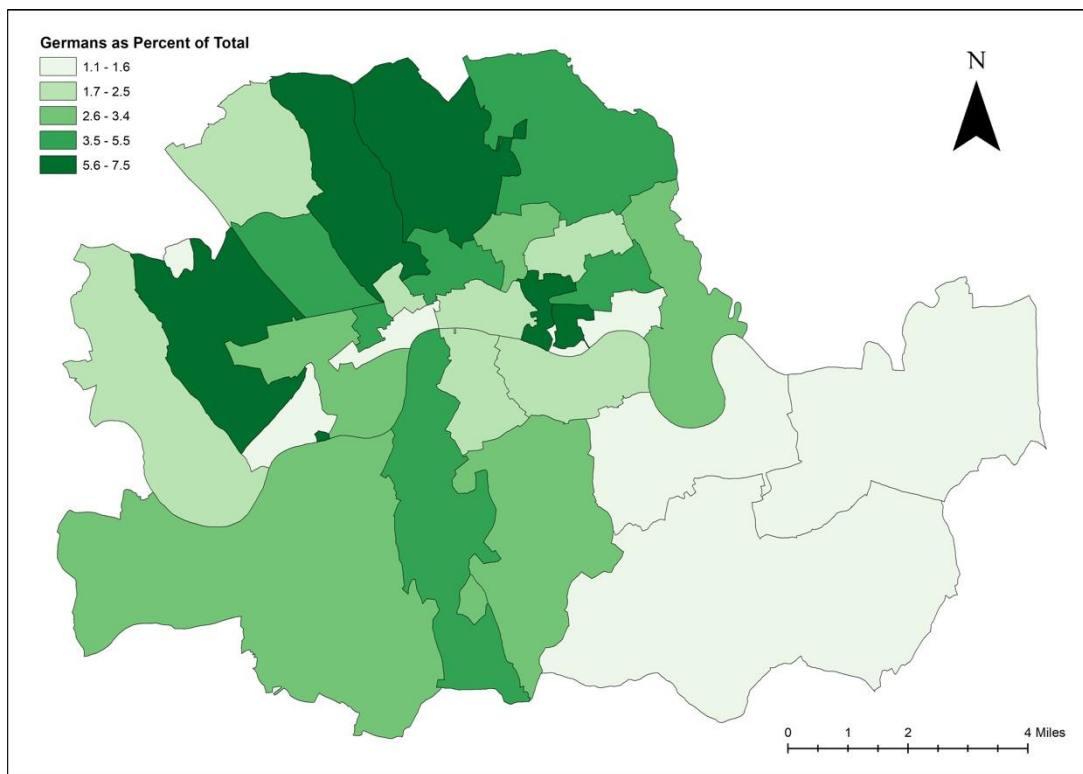 Germans as Percent of Total
1.1 - 1.6
1.7 - 2.5
2.6 - 3.4
3.5 - 5.5
5.6 - 7.5
N
0 1 2 4 Miles